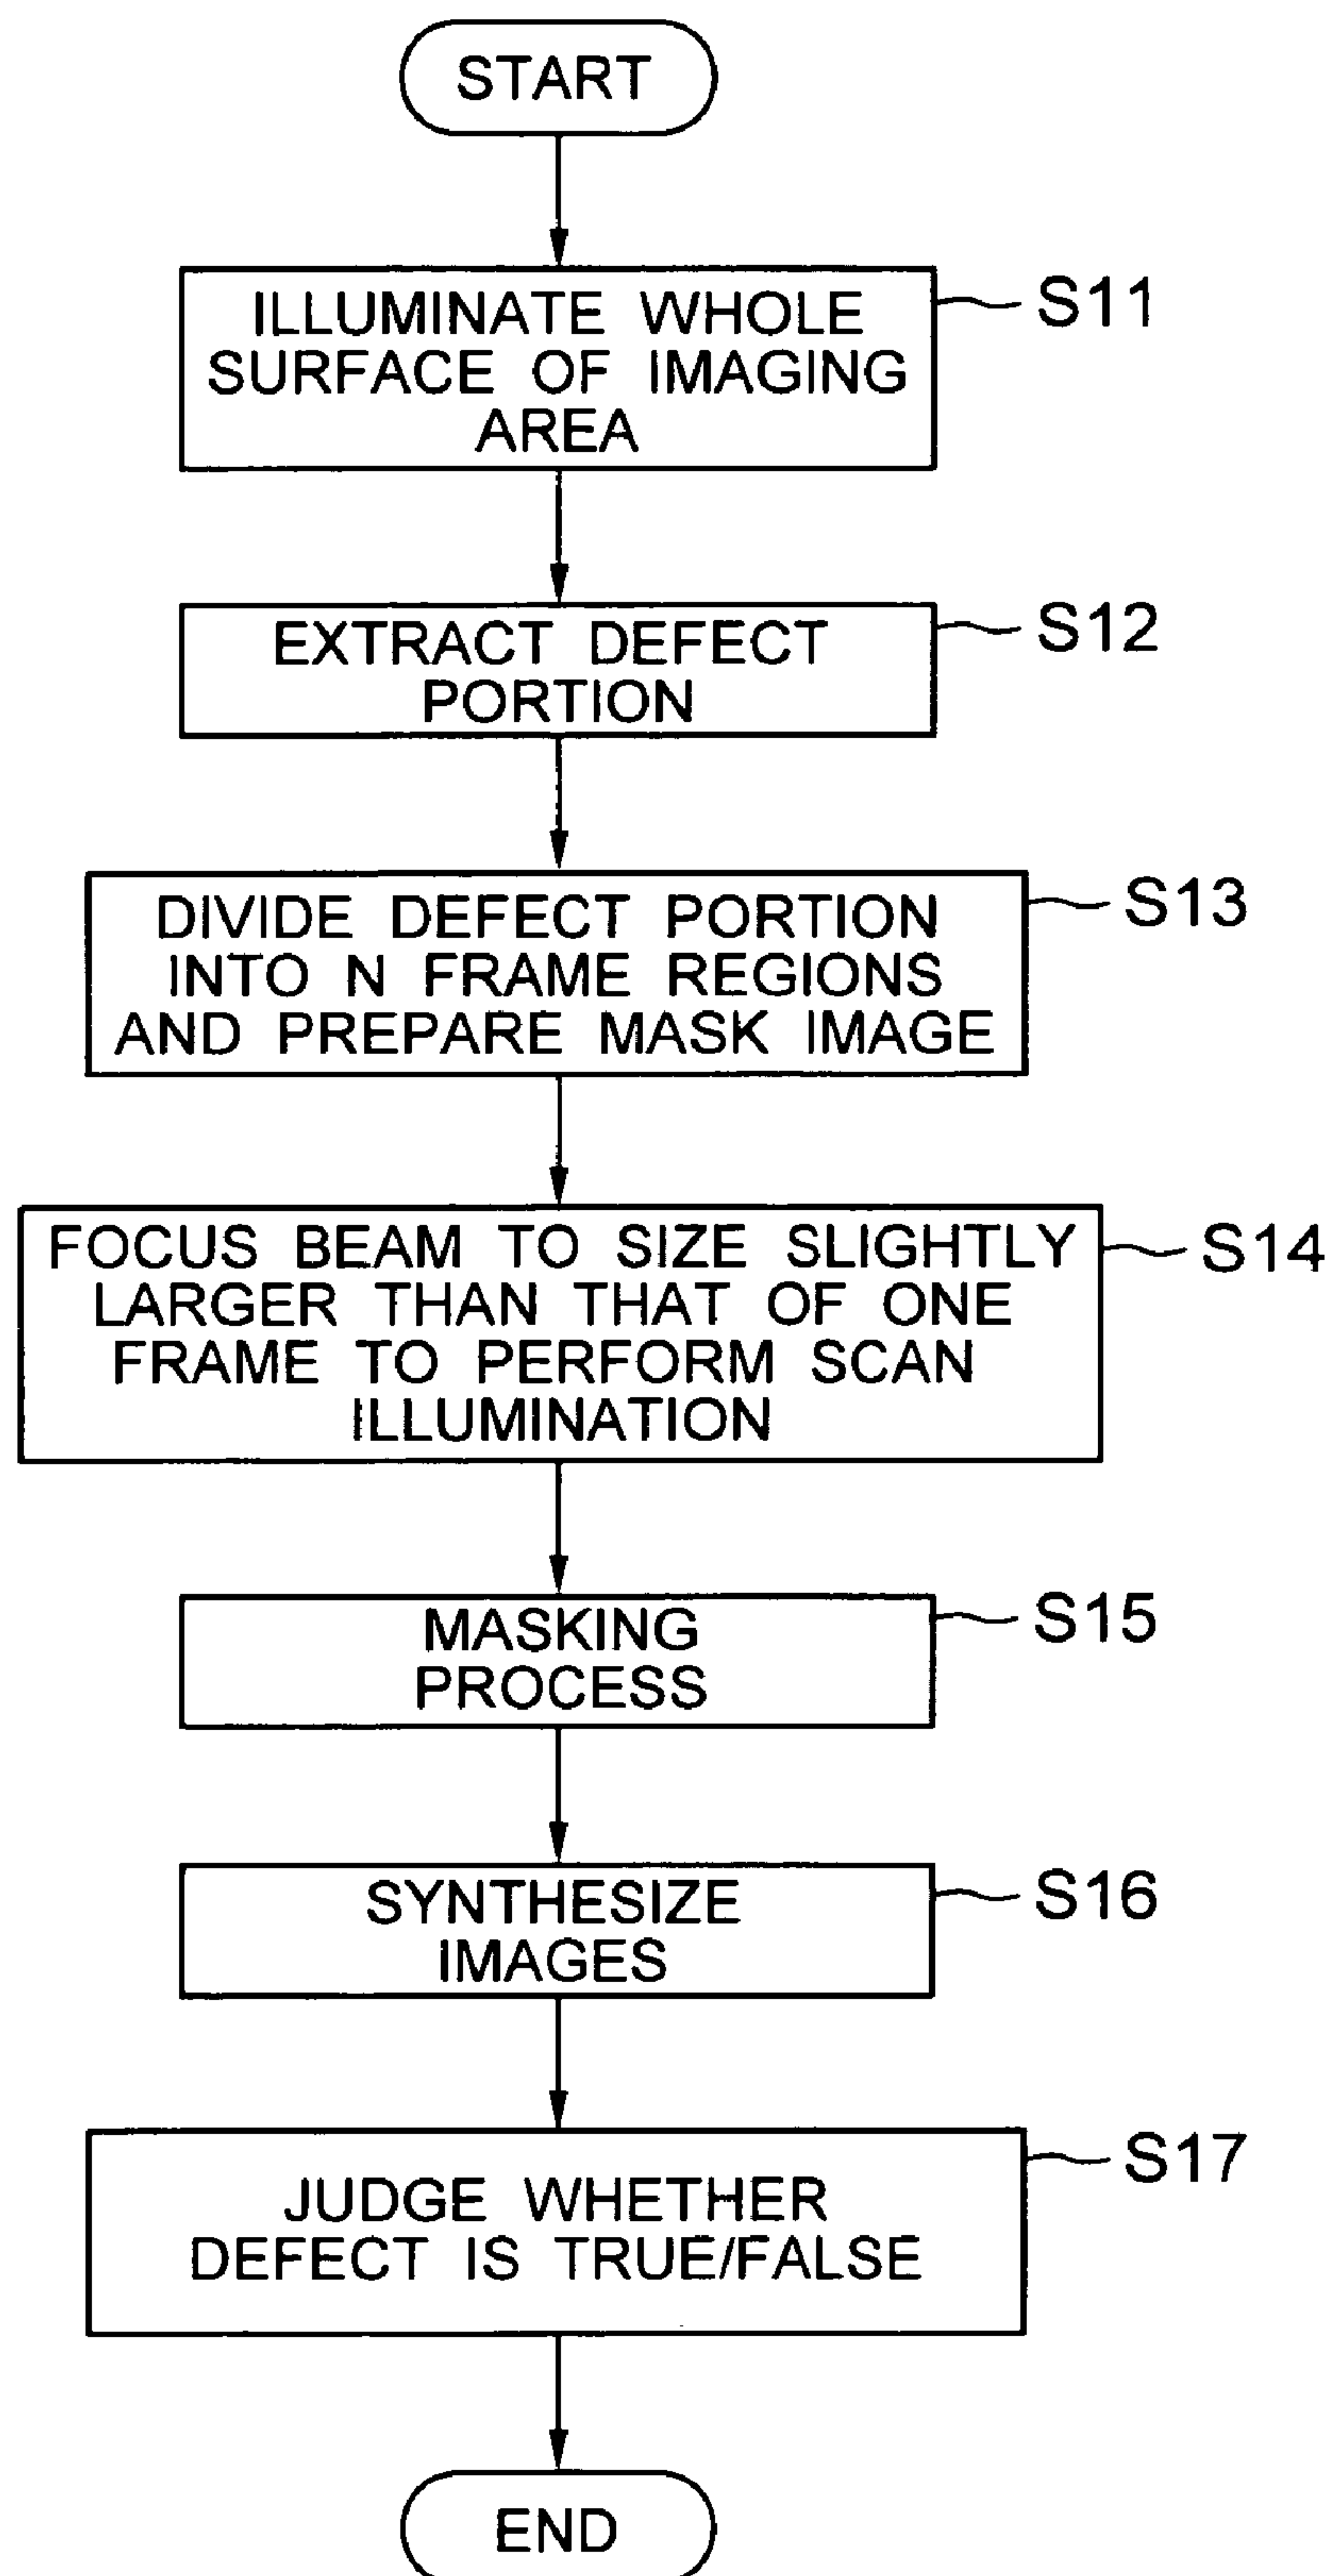 START
ILLUMINATE WHOLE
SURFACE OF IMAGING
AREA
S11
EXTRACT DEFECT
PORTION
S12
DIVIDE DEFECT PORTION
INTO N FRAME REGIONS
AND PREPARE MASK IMAGE
S13
FOCUS BEAM TO SIZE SLIGHTLY
LARGER THAN THAT OF ONE
FRAME TO PERFORM SCAN
ILLUMINATION
S14
MASKING
PROCESS
S15
SYNTHESIZE
IMAGES
S16
JUDGE WHETHER
DEFECT IS TRUE/FALSE
S17
END